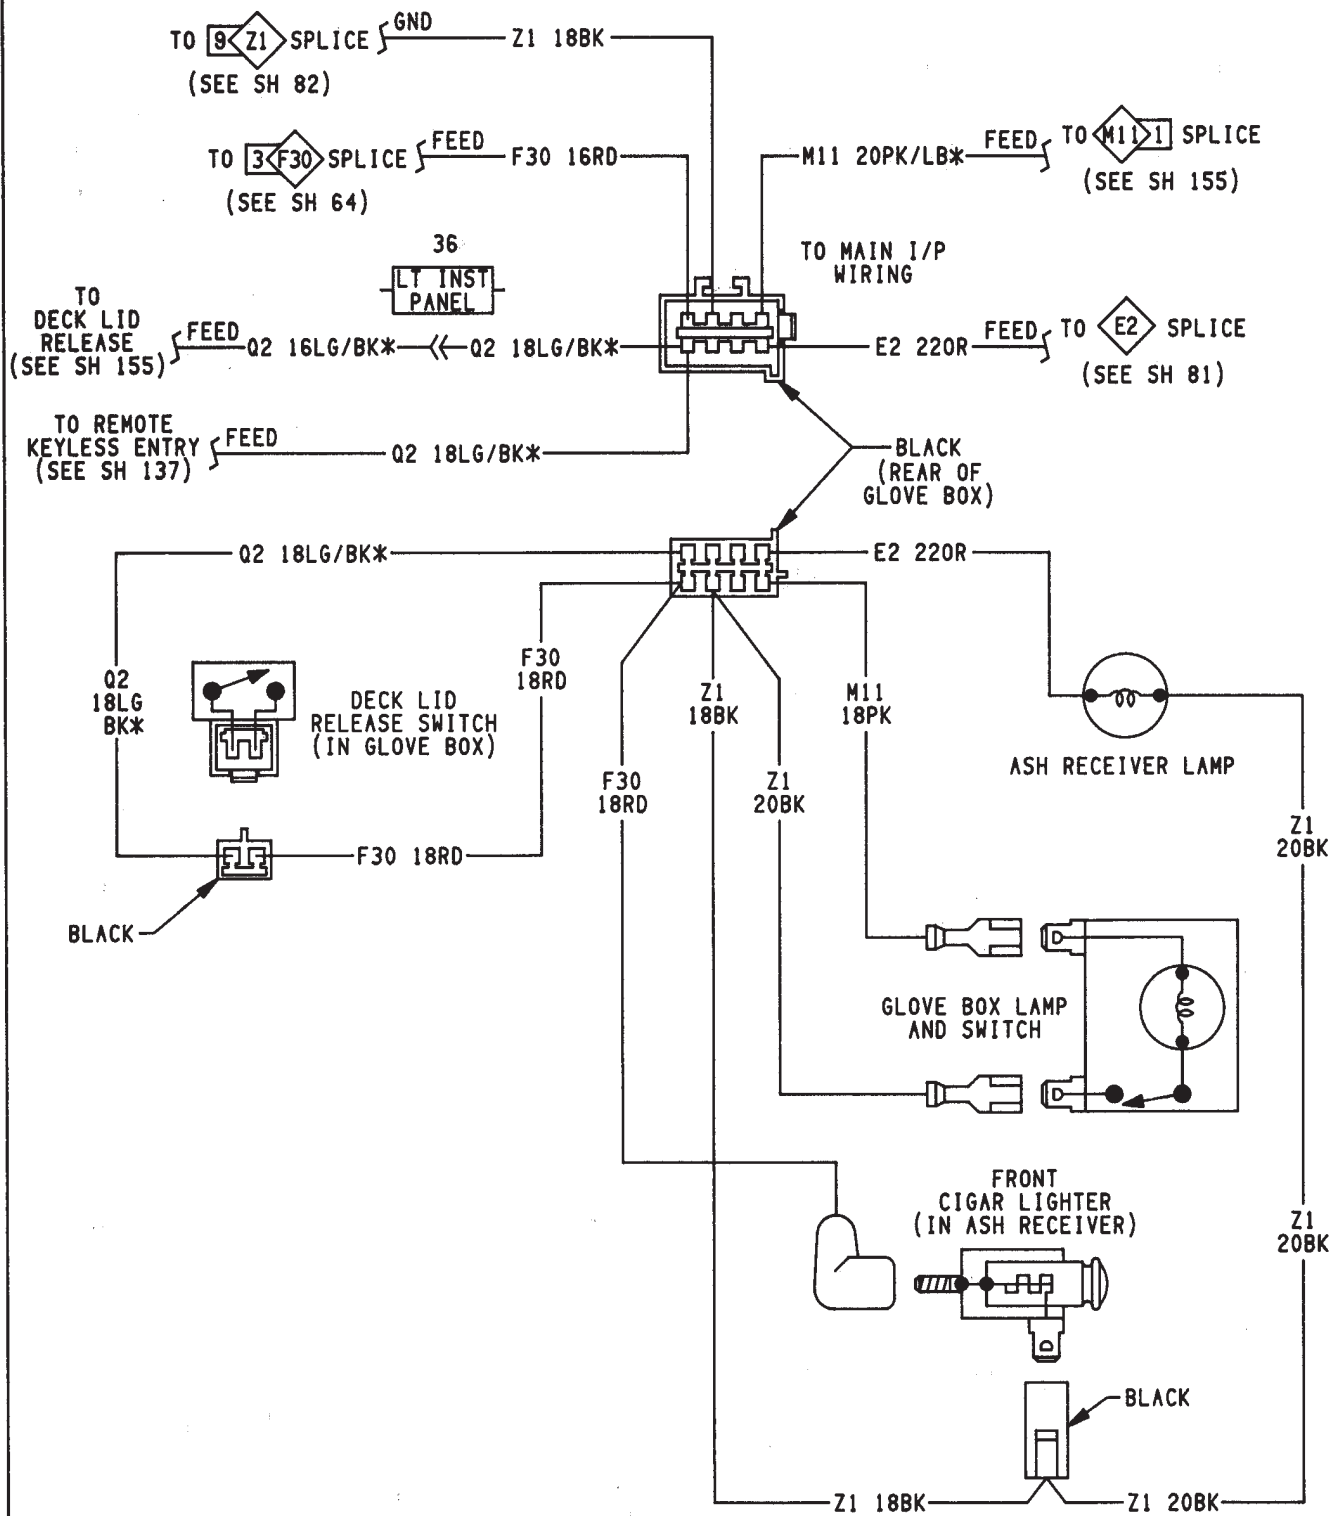 GND
TO 9 Z1 SPLICE
Z1 18BK
(SEE SH 82)
FEED
TO 3 F30 SPLICE
F30 16RD
(SEE SH 64)
M11 20PK/LB*
FEED
TO M11 1 SPLICE
(SEE SH 155)
36
LT INST
PANEL
TO MAIN I/P
WIRING
TO
DECK LID
RELEASE
(SEE SH 155)
FEED
Q2 16LG/BK*
Q2 18LG/BK*
E2 22OR
FEED
TO E2 SPLICE
(SEE SH 81)
TO REMOTE
KEYLESS ENTRY
(SEE SH 137)
FEED
Q2 18LG/BK*
BLACK
(REAR OF
GLOVE BOX)
Q2 18LG/BK*
E2 22OR
Q2
18LG
BK*
DECK LID
RELEASE SWITCH
(IN GLOVE BOX)
F30
18RD
F30
18RD
Z1
18BK
Z1
20BK
M11
18PK
ASH RECEIVER LAMP
Z1
20BK
F30 18RD
BLACK
GLOVE BOX LAMP
AND SWITCH
FRONT
CIGAR LIGHTER
(IN ASH RECEIVER)
Z1
20BK
BLACK
Z1 18BK
Z1 20BK